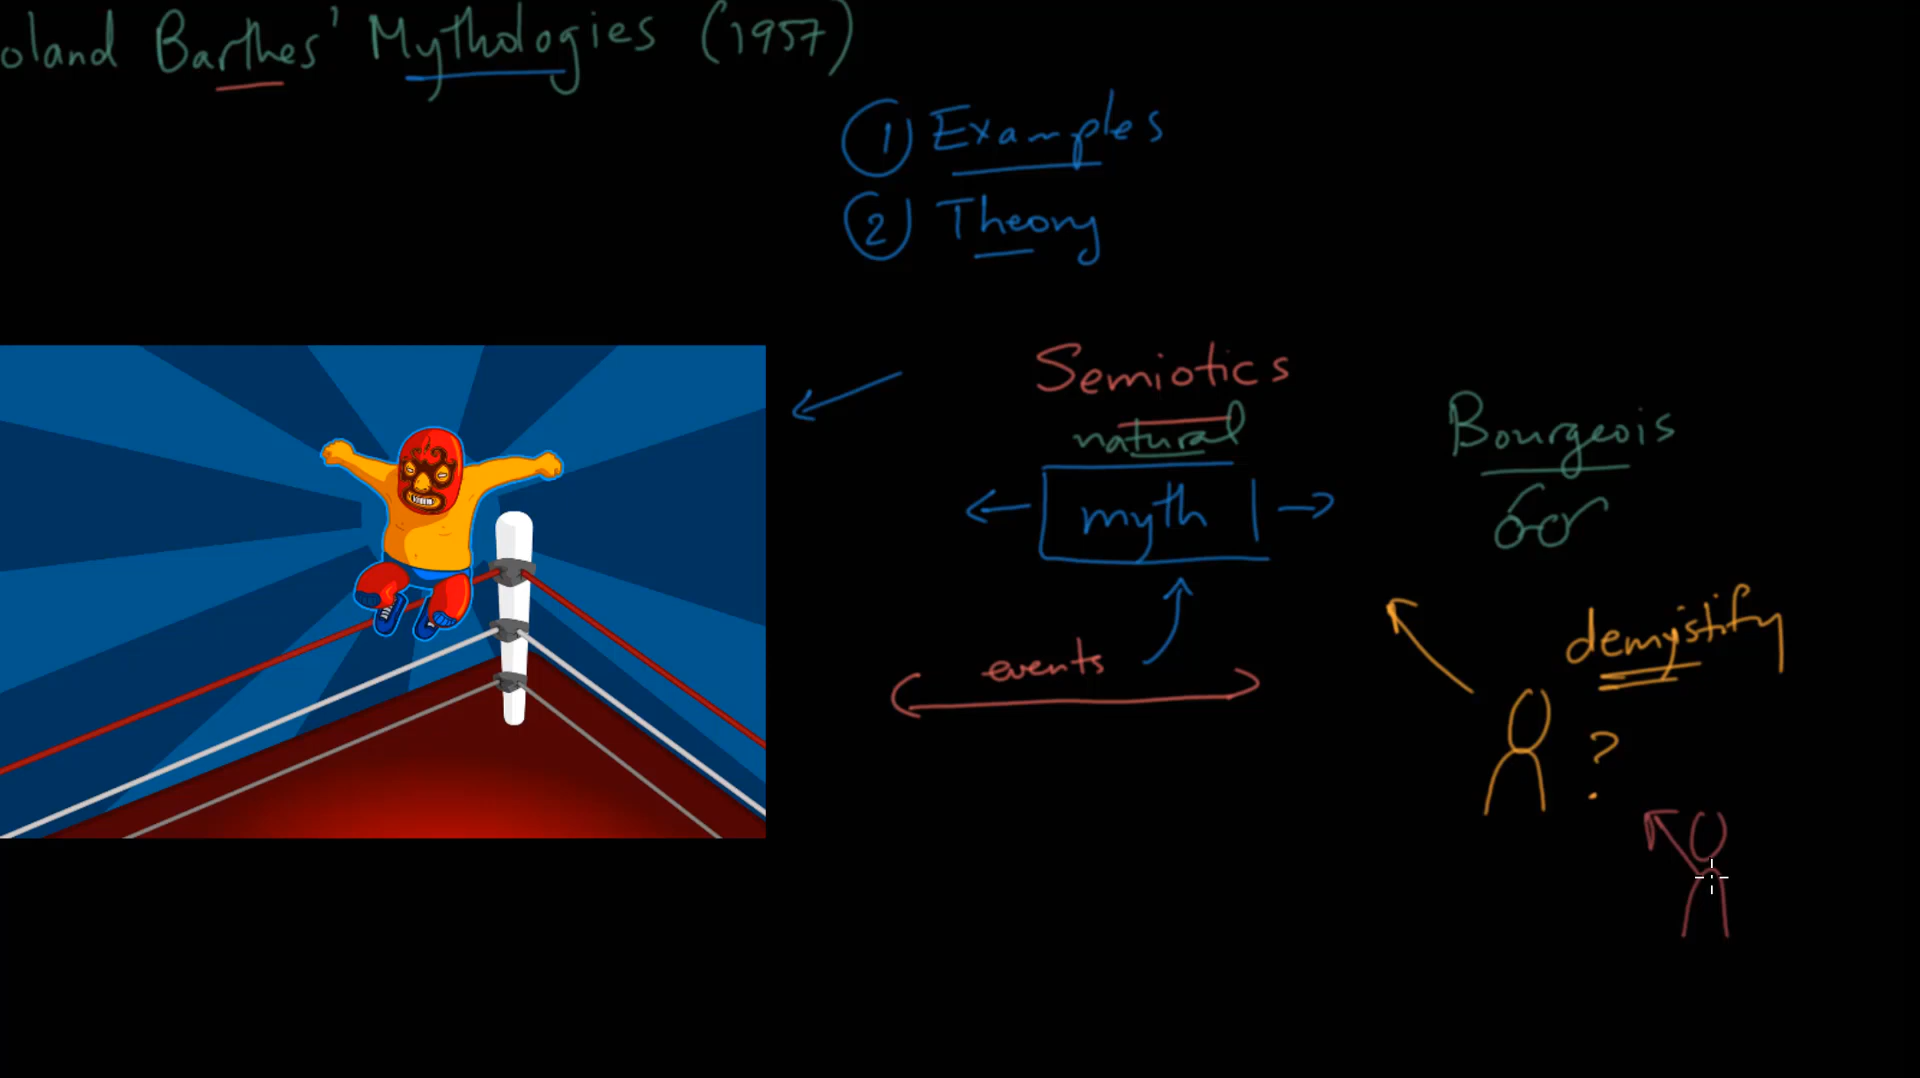 oland Barthes' Mythologies (1957)
1 Examples
2 Theory
Semiotics
natural
myth
events
Bourgeois
demystify
?